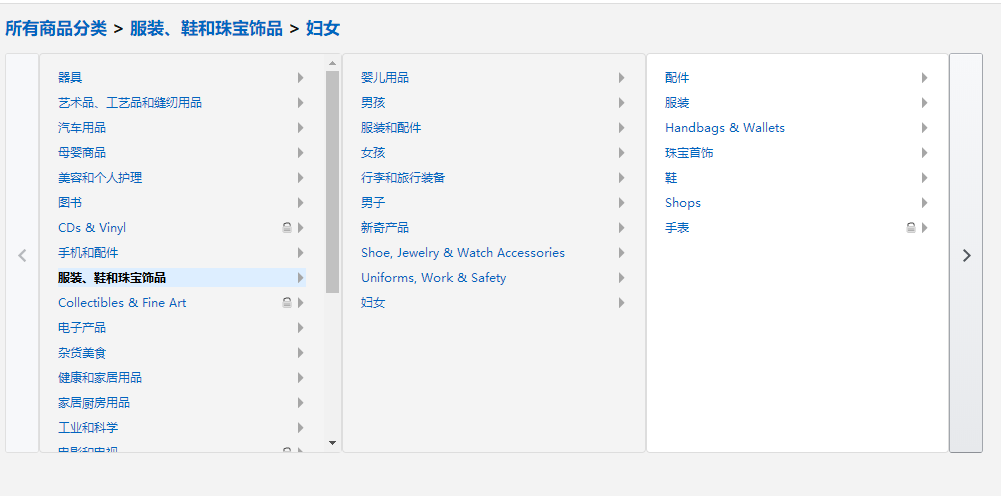 所有商品分类 > 服装、鞋和珠宝饰品 > 妇女
器具
艺术品、工艺品和缝纫用品
汽车用品
母婴商品
美容和个人护理
图书
CDs & Vinyl
手机和配件
服装、鞋和珠宝饰品
Collectibles & Fine Art
电子产品
杂货美食
健康和家居用品
家居厨房用品
工业和科学
电影和电视
婴儿用品
男孩
服装和配件
女孩
行李和旅行装备
男子
新奇产品
Shoe, Jewelry & Watch Accessories
Uniforms, Work & Safety
妇女
配件
服装
Handbags & Wallets
珠宝首饰
鞋
Shops
手表